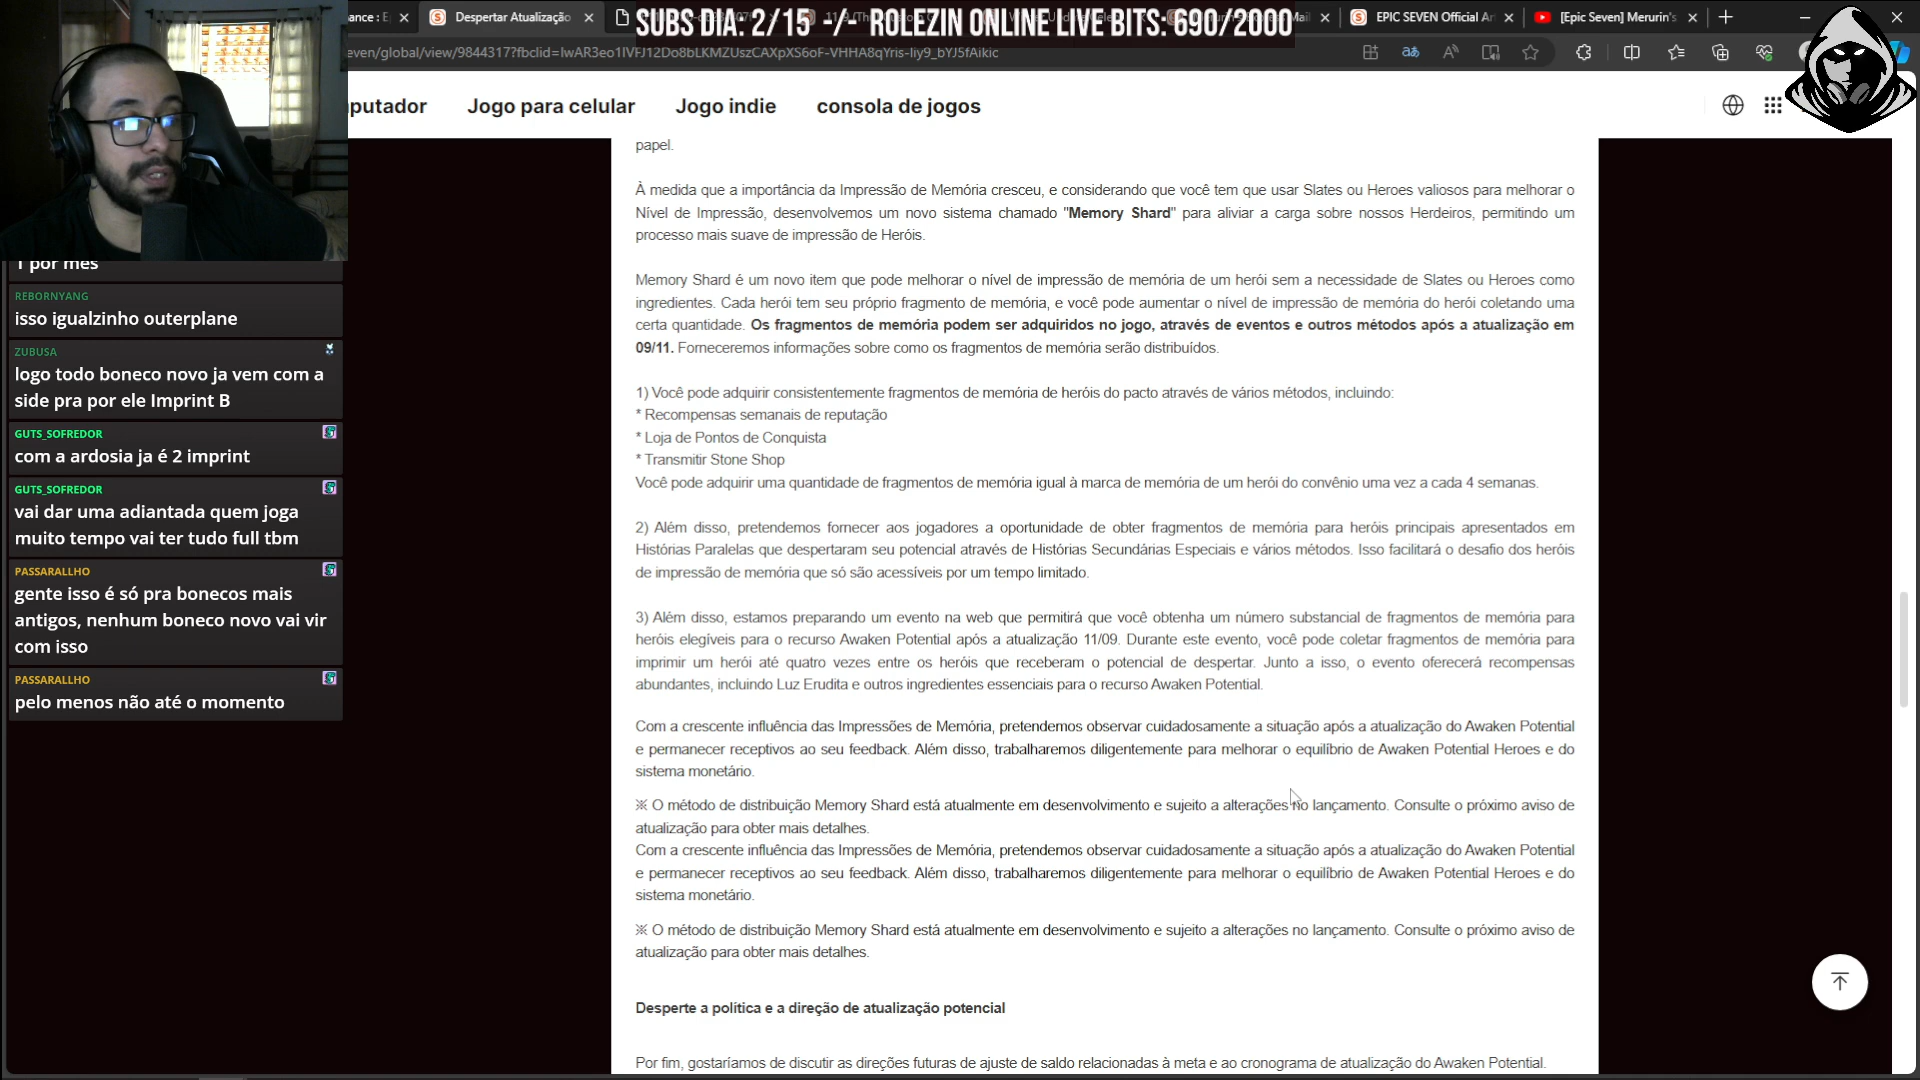 SUBS DIA: 2/15 -/- ROLEZIN ONLINE LIVE BITS: 690/2000
Despertar Atualização
EPIC SEVEN Official Ar
[Epic Seven] Merurin's
even/global/view/9844317?fbclid=IwAR3eo1IVFJ12Do8bLKMZUszCAXpXS6oF-VHHA8qYris-Iiy9_bYJ5fAikic
putador
Jogo para celular
Jogo indie
consola de jogos
papel.
À medida que a importância da Impressão de Memória cresceu, e considerando que você tem que usar Slates ou Heroes valiosos para melhorar o
Nível de Impressão, desenvolvemos um novo sistema chamado "Memory Shard" para aliviar a carga sobre nossos Herdeiros, permitindo um
processo mais suave de impressão de Heróis.
Memory Shard é um novo item que pode melhorar o nível de impressão de memória de um herói sem a necessidade de Slates ou Heroes como
ingredientes. Cada herói tem seu próprio fragmento de memória, e você pode aumentar o nível de impressão de memória do herói coletando uma
certa quantidade. Os fragmentos de memória podem ser adquiridos no jogo, através de eventos e outros métodos após a atualização em
09/11. Forneceremos informações sobre como os fragmentos de memória serão distribuídos.
1) Você pode adquirir consistentemente fragmentos de memória de heróis do pacto através de vários métodos, incluindo:
* Recompensas semanais de reputação
* Loja de Pontos de Conquista
* Transmitir Stone Shop
Você pode adquirir uma quantidade de fragmentos de memória igual à marca de memória de um herói do convênio uma vez a cada 4 semanas.
2) Além disso, pretendemos fornecer aos jogadores a oportunidade de obter fragmentos de memória para heróis principais apresentados em
Histórias Paralelas que despertaram seu potencial através de Histórias Secundárias Especiais e vários métodos. Isso facilitará o desafio dos heróis
de impressão de memória que só são acessíveis por um tempo limitado.
3) Além disso, estamos preparando um evento na web que permitirá que você obtenha um número substancial de fragmentos de memória para
heróis elegíveis para o recurso Awaken Potential após a atualização 11/09. Durante este evento, você pode coletar fragmentos de memória para
imprimir um herói até quatro vezes entre os heróis que receberam o potencial de despertar. Junto a isso, o evento oferecerá recompensas
abundantes, incluindo Luz Erudita e outros ingredientes essenciais para o recurso Awaken Potential.
Com a crescente influência das Impressões de Memória, pretendemos observar cuidadosamente a situação após a atualização do Awaken Potential
e permanecer receptivos ao seu feedback. Além disso, trabalharemos diligentemente para melhorar o equilíbrio de Awaken Potential Heroes e do
sistema monetário.
※ O método de distribuição Memory Shard está atualmente em desenvolvimento e sujeito a alterações no lançamento. Consulte o próximo aviso de
atualização para obter mais detalhes.
Com a crescente influência das Impressões de Memória, pretendemos observar cuidadosamente a situação após a atualização do Awaken Potential
e permanecer receptivos ao seu feedback. Além disso, trabalharemos diligentemente para melhorar o equilíbrio de Awaken Potential Heroes e do
sistema monetário.
※ O método de distribuição Memory Shard está atualmente em desenvolvimento e sujeito a alterações no lançamento. Consulte o próximo aviso de
atualização para obter mais detalhes.
Desperte a política e a direção de atualização potencial
Por fim, gostaríamos de discutir as direções futuras de ajuste de saldo relacionadas à meta e ao cronograma de atualização do Awaken Potential.
1 por mês
REBORNYANG
isso igualzinho outerplane
ZUBUSA
logo todo boneco novo ja vem com a
side pra por ele Imprint B
GUTS_SOFREDOR
com a ardosia ja é 2 imprint
GUTS_SOFREDOR
vai dar uma adiantada quem joga
muito tempo vai ter tudo full tbm
PASSARALLHO
gente isso é só pra bonecos mais
antigos, nenhum boneco novo vai vir
com isso
PASSARALLHO
pelo menos não até o momento